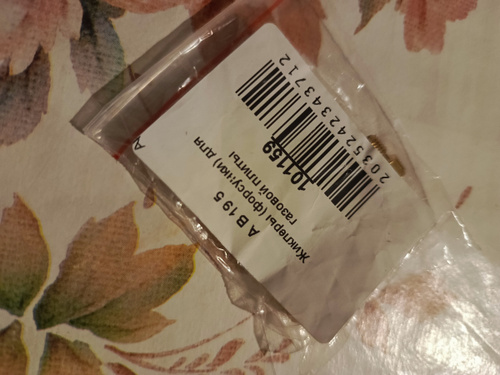 А В 19 5
Жиклеры (форсунки) для
газовой плиты
101159
2035242343712